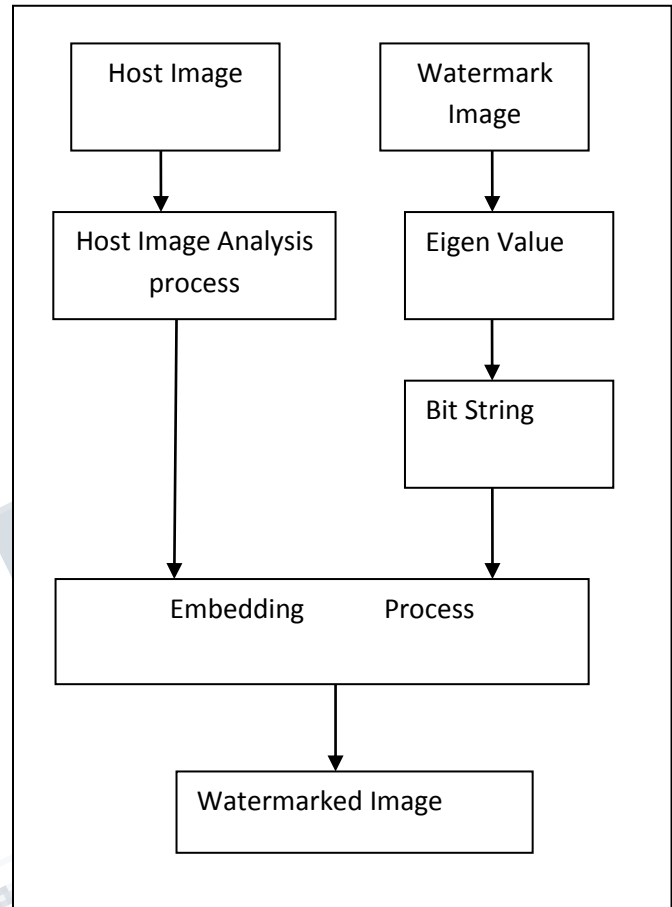 Host Image
Watermark
Image
Host Image Analysis
process
Eigen Value
Bit String
Embedding Process
Watermarked Image